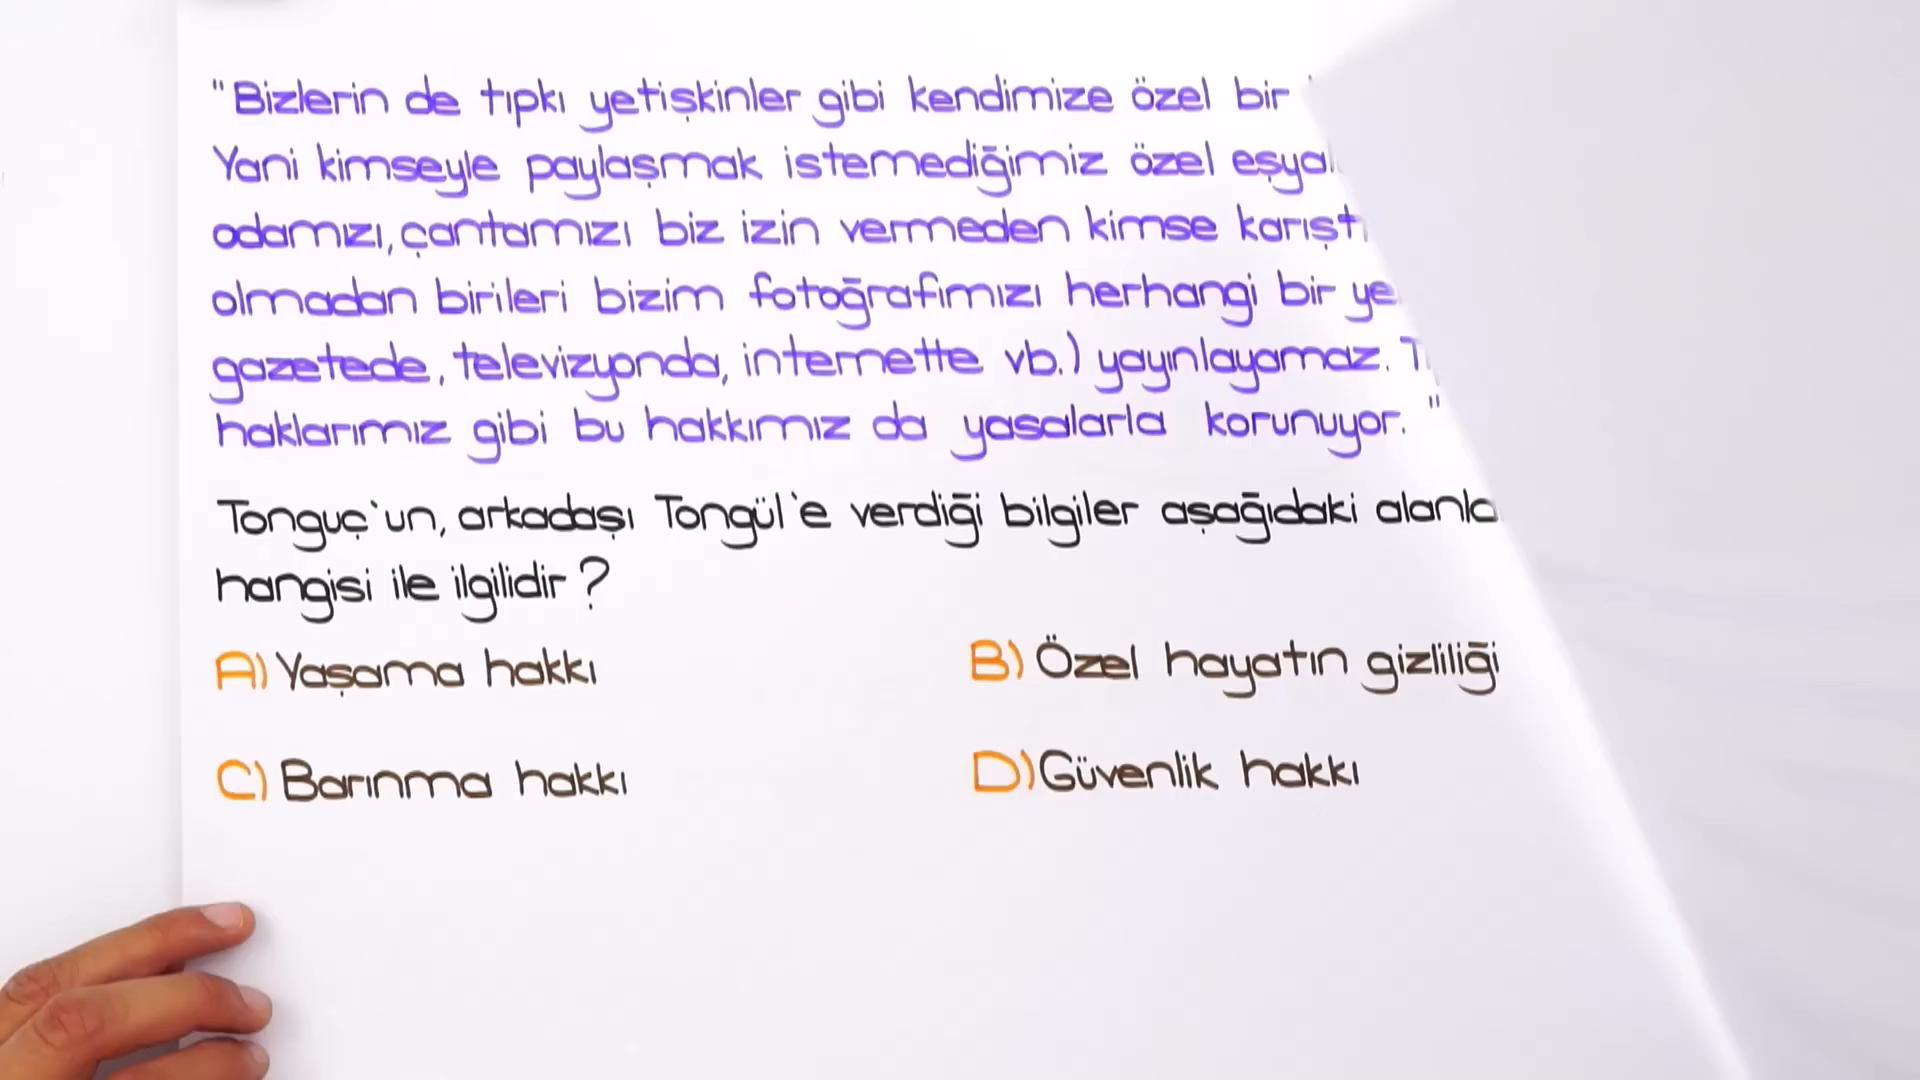 "Bizlerin de tıpkı yetişkinler gibi kendimize özel bir
Yani kimseyle paylaşmak istemediğimiz özel
odamızı, çantamızı biz izin vermeden kimse
olmadan birileri bizim fotoğrafımızı herhangi bir
gazetede, televizyonda, internette vb.) yayınlayamaz.
haklarımız gibi bu hakkımız da yasalarla korunuyor."
Tonguç'un, arkadaşı Tongül'e verdiği bilgiler aşağıdaki
hangisi ile ilgilidir?
A) Yaşama hakkı
B) Özel hayatın gizliliği
C) Barınma hakkı
D) Güvenlik hakkı